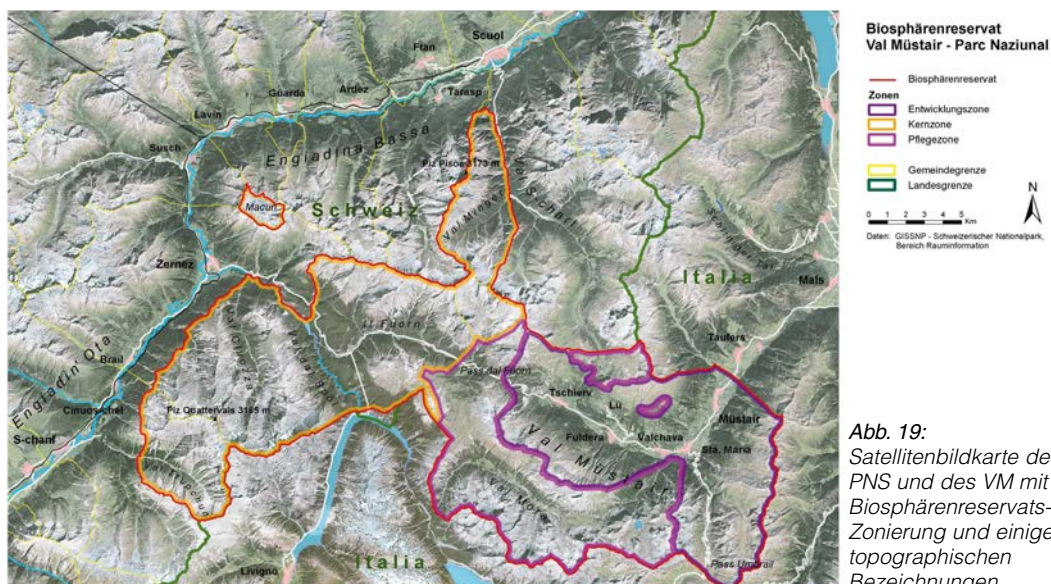 Scuol
Ftan
Ardez
Tarasp
Guarda
Lavin
Susch
Engiadina Bassa
Macun
Schweiz
Zernez
Il Fuorn
Engiadin' Ota
Brail
Cinuos-chel
Piz Quattervals 3165 m
S-chanf
Livigno
Italia
Italia
Mals
Taufers
Pass dal Fuorn
Tschierv
Lü
Fuldera
Valchava
Müstair
Sta. Maria
Val Müstair
Val Mora
Pass Umbrail
Biosphärenreservat
Val Müstair - Parc Naziunal
Biosphärenreservat
Zonen
Entwicklungszone
Kernzone
Pflegezone
Gemeindegrenze
Landesgrenze
N
0 1 2 3 4 5 Km
Daten: GISSNP - Schweizerischer Nationalpark,
Bereich Rauminformation
Abb. 19:
Satellitenbildkarte de
PNS und des VM mit
Biosphärenreservats-
Zonierung und einige
topographischen
Bezeichnungen